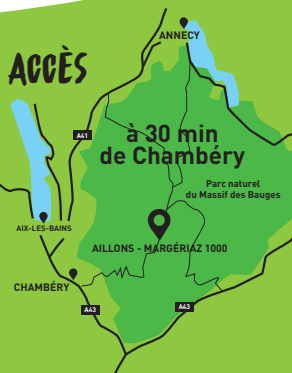 ANNECY
ACCÈS
A41
à 30 min
de Chambéry
Parc naturel
du Massif des Bauges
AIX-LES-BAINS
AILLONS - MARGÉRIAZ 1000
CHAMBÉRY
A43
A43